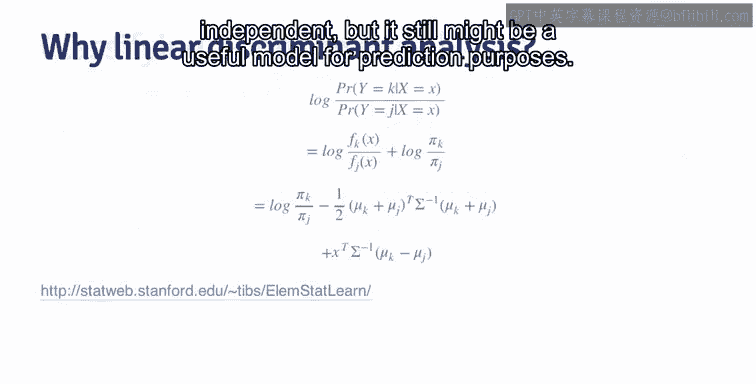 independent, but it still might be a
Why linear discriminant analysis?
useful model for prediction purposes.
log Pr(Y = k|X = x) / Pr(Y = j|X = x)
= log f_k(x) / f_j(x) + log π_k / π_j
= log π_k / π_j − 1/2 (μ_k + μ_j)^T Σ^{−1}(μ_k + μ_j)
+x^T Σ^{−1}(μ_k − μ_j)
http://statweb.stanford.edu/~tibs/ElemStatLearn/